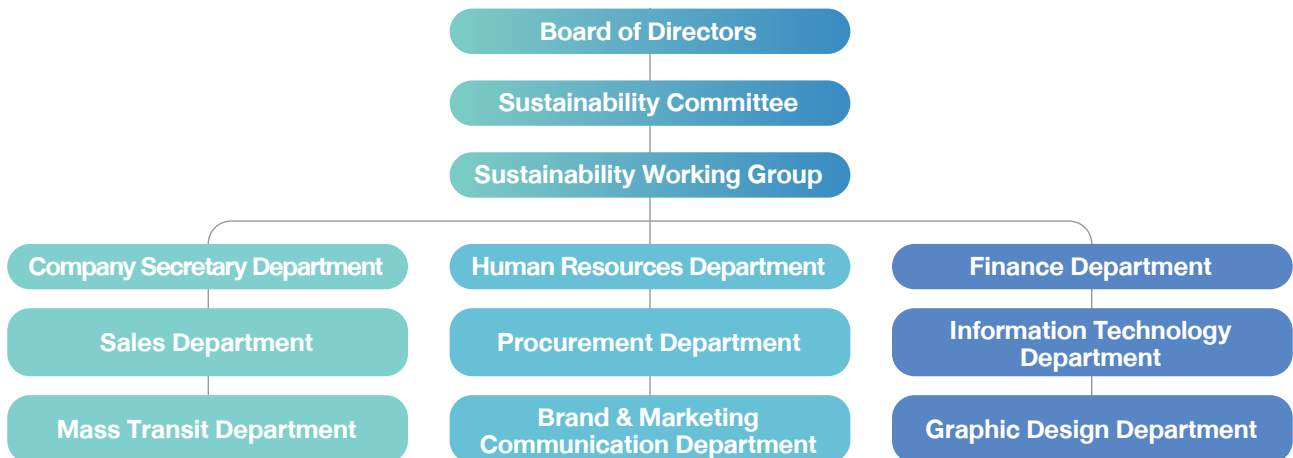 Board of Directors
Sustainability Committee
Sustainability Working Group
Company Secretary Department
Human Resources Department
Finance Department
Sales Department
Procurement Department
Information Technology
Department
Mass Transit Department
Brand & Marketing
Communication Department
Graphic Design Department